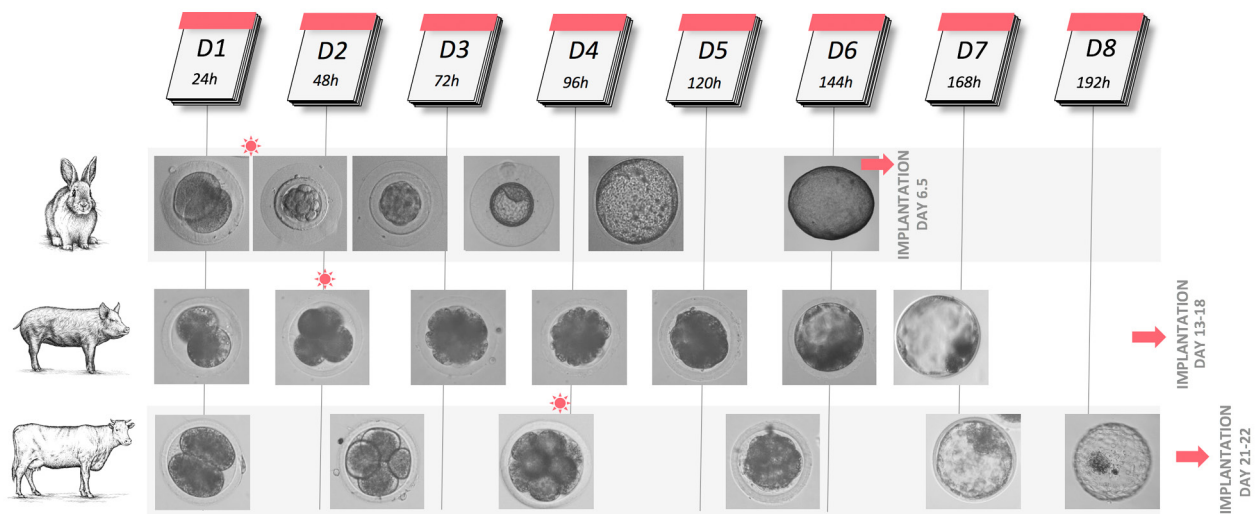 D1
24h
D2
48h
D3
72h
D4
96h
D5
120h
D6
144h
D7
168h
D8
192h
IMPLANTATION
DAY 6.5
IMPLANTATION
DAY 13-18
IMPLANTATION
DAY 21-22